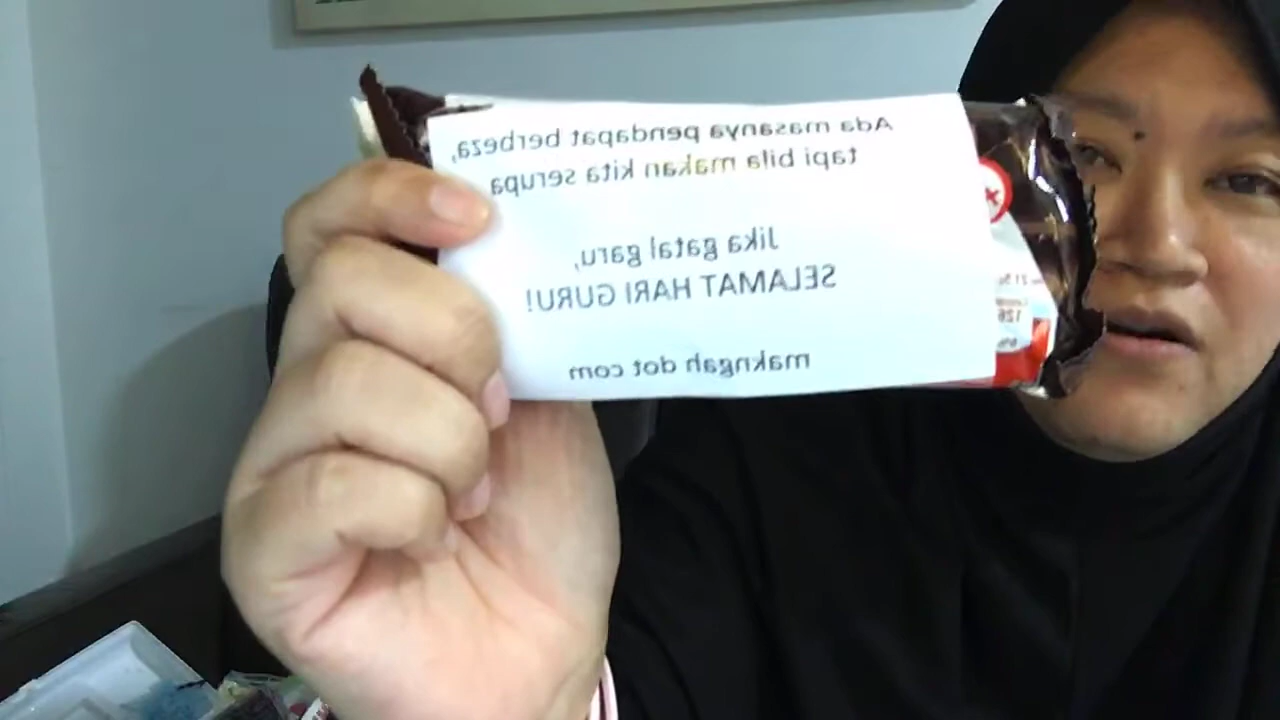 Ada masanya pendapat berbeza,
tapi bila makan kita serupa
Jika gatal garu,
SELAMAT HARI GURU!
makngah dot com